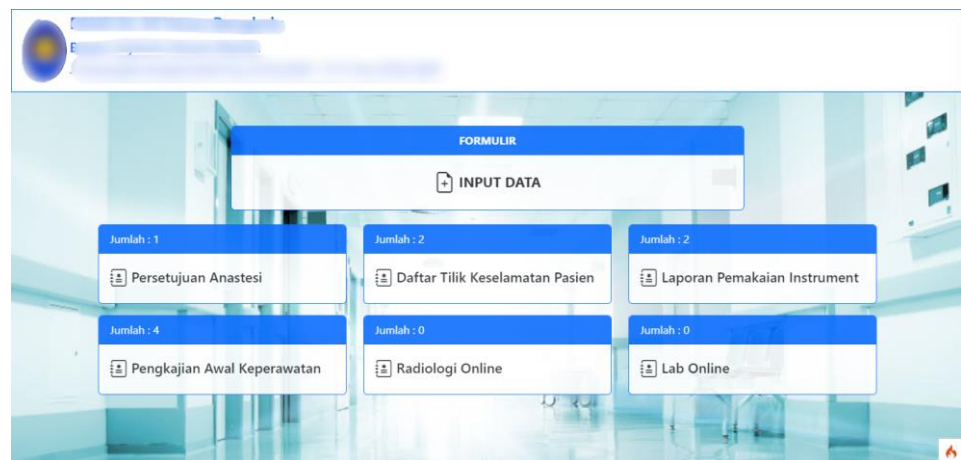 FORMULIR
INPUT DATA
Jumlah : 1
Persetujuan Anastesi
Jumlah : 2
Daftar Tilik Keselamatan Pasien
Jumlah : 2
Laporan Pemakaian Instrument
Jumlah : 4
Pengkajian Awal Keperawatan
Jumlah : 0
Radiologi Online
Jumlah : 0
Lab Online